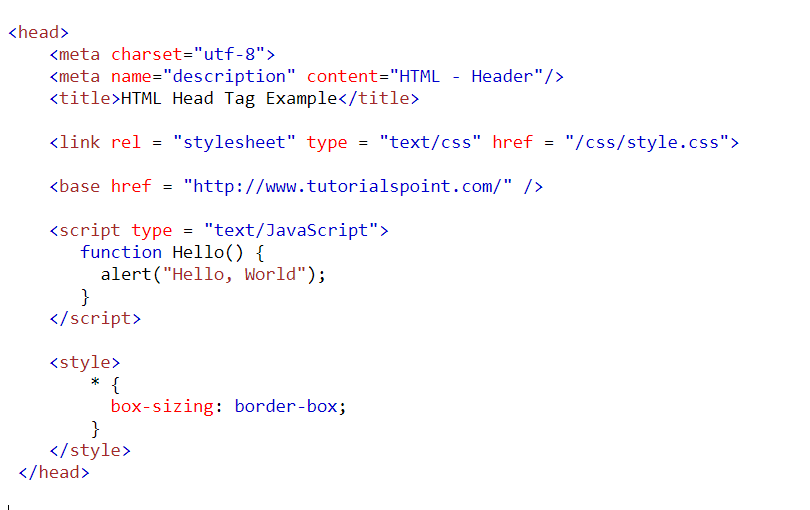 <head>
<meta charset="utf-8">
<meta name="description" content="HTML - Header"/>
<title>HTML Head Tag Example</title>
<link rel = "stylesheet" type = "text/css" href = "/css/style.css">
<base href = "http://www.tutorialspoint.com/" />
<script type = "text/JavaScript">
function Hello() {
alert("Hello, World");
}
</script>
<style>
* {
box-sizing: border-box;
}
</style>
</head>